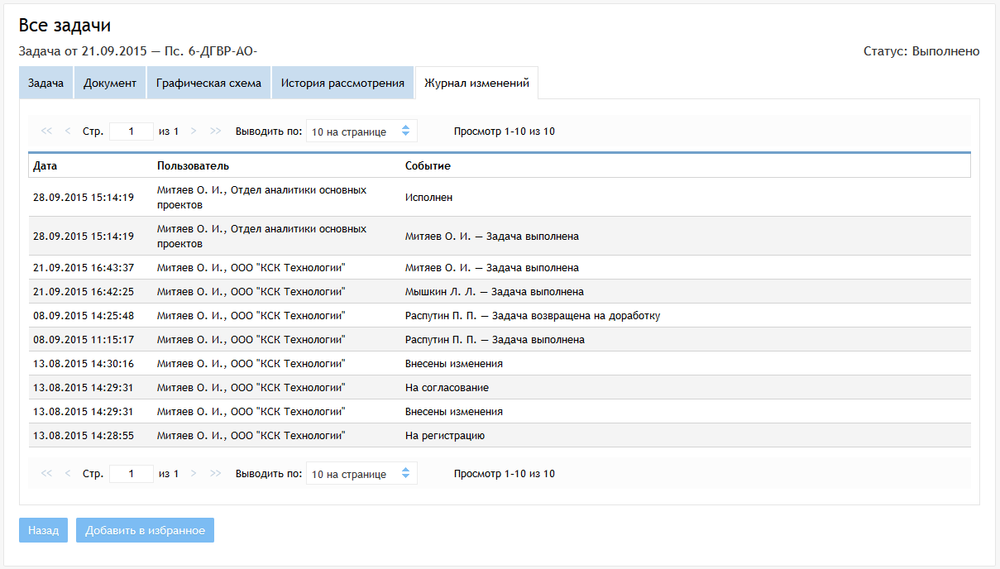 Все задачи
Задача от 21.09.2015 — Пс. 6-ДГВР-АО-
Статус: Выполнено
Задача Документ Графическая схема История рассмотрения Журнал изменений
<< < Стр. 1 из 1 > >> Выводить по: 10 на странице Просмотр 1-10 из 10
Дата Пользователь Событие
28.09.2015 15:14:19 Митяев О. И., Отдел аналитики основных
проектов
Исполнен
28.09.2015 15:14:19 Митяев О. И., Отдел аналитики основных
проектов
Митяев О. И. — Задача выполнена
21.09.2015 16:43:37 Митяев О. И., ООО "КСК Технологии" Митяев О. И. — Задача выполнена
21.09.2015 16:42:25 Митяев О. И., ООО "КСК Технологии" Мышкин Л. Л. — Задача выполнена
08.09.2015 14:25:48 Митяев О. И., ООО "КСК Технологии" Распутин П. П. — Задача возвращена на доработку
08.09.2015 11:15:17 Митяев О. И., ООО "КСК Технологии" Распутин П. П. — Задача выполнена
13.08.2015 14:30:16 Митяев О. И., ООО "КСК Технологии" Внесены изменения
13.08.2015 14:29:31 Митяев О. И., ООО "КСК Технологии" На согласование
13.08.2015 14:29:31 Митяев О. И., ООО "КСК Технологии" Внесены изменения
13.08.2015 14:28:55 Митяев О. И., ООО "КСК Технологии" На регистрацию
<< < Стр. 1 из 1 > >> Выводить по: 10 на странице Просмотр 1-10 из 10
Назад Добавить в избранное